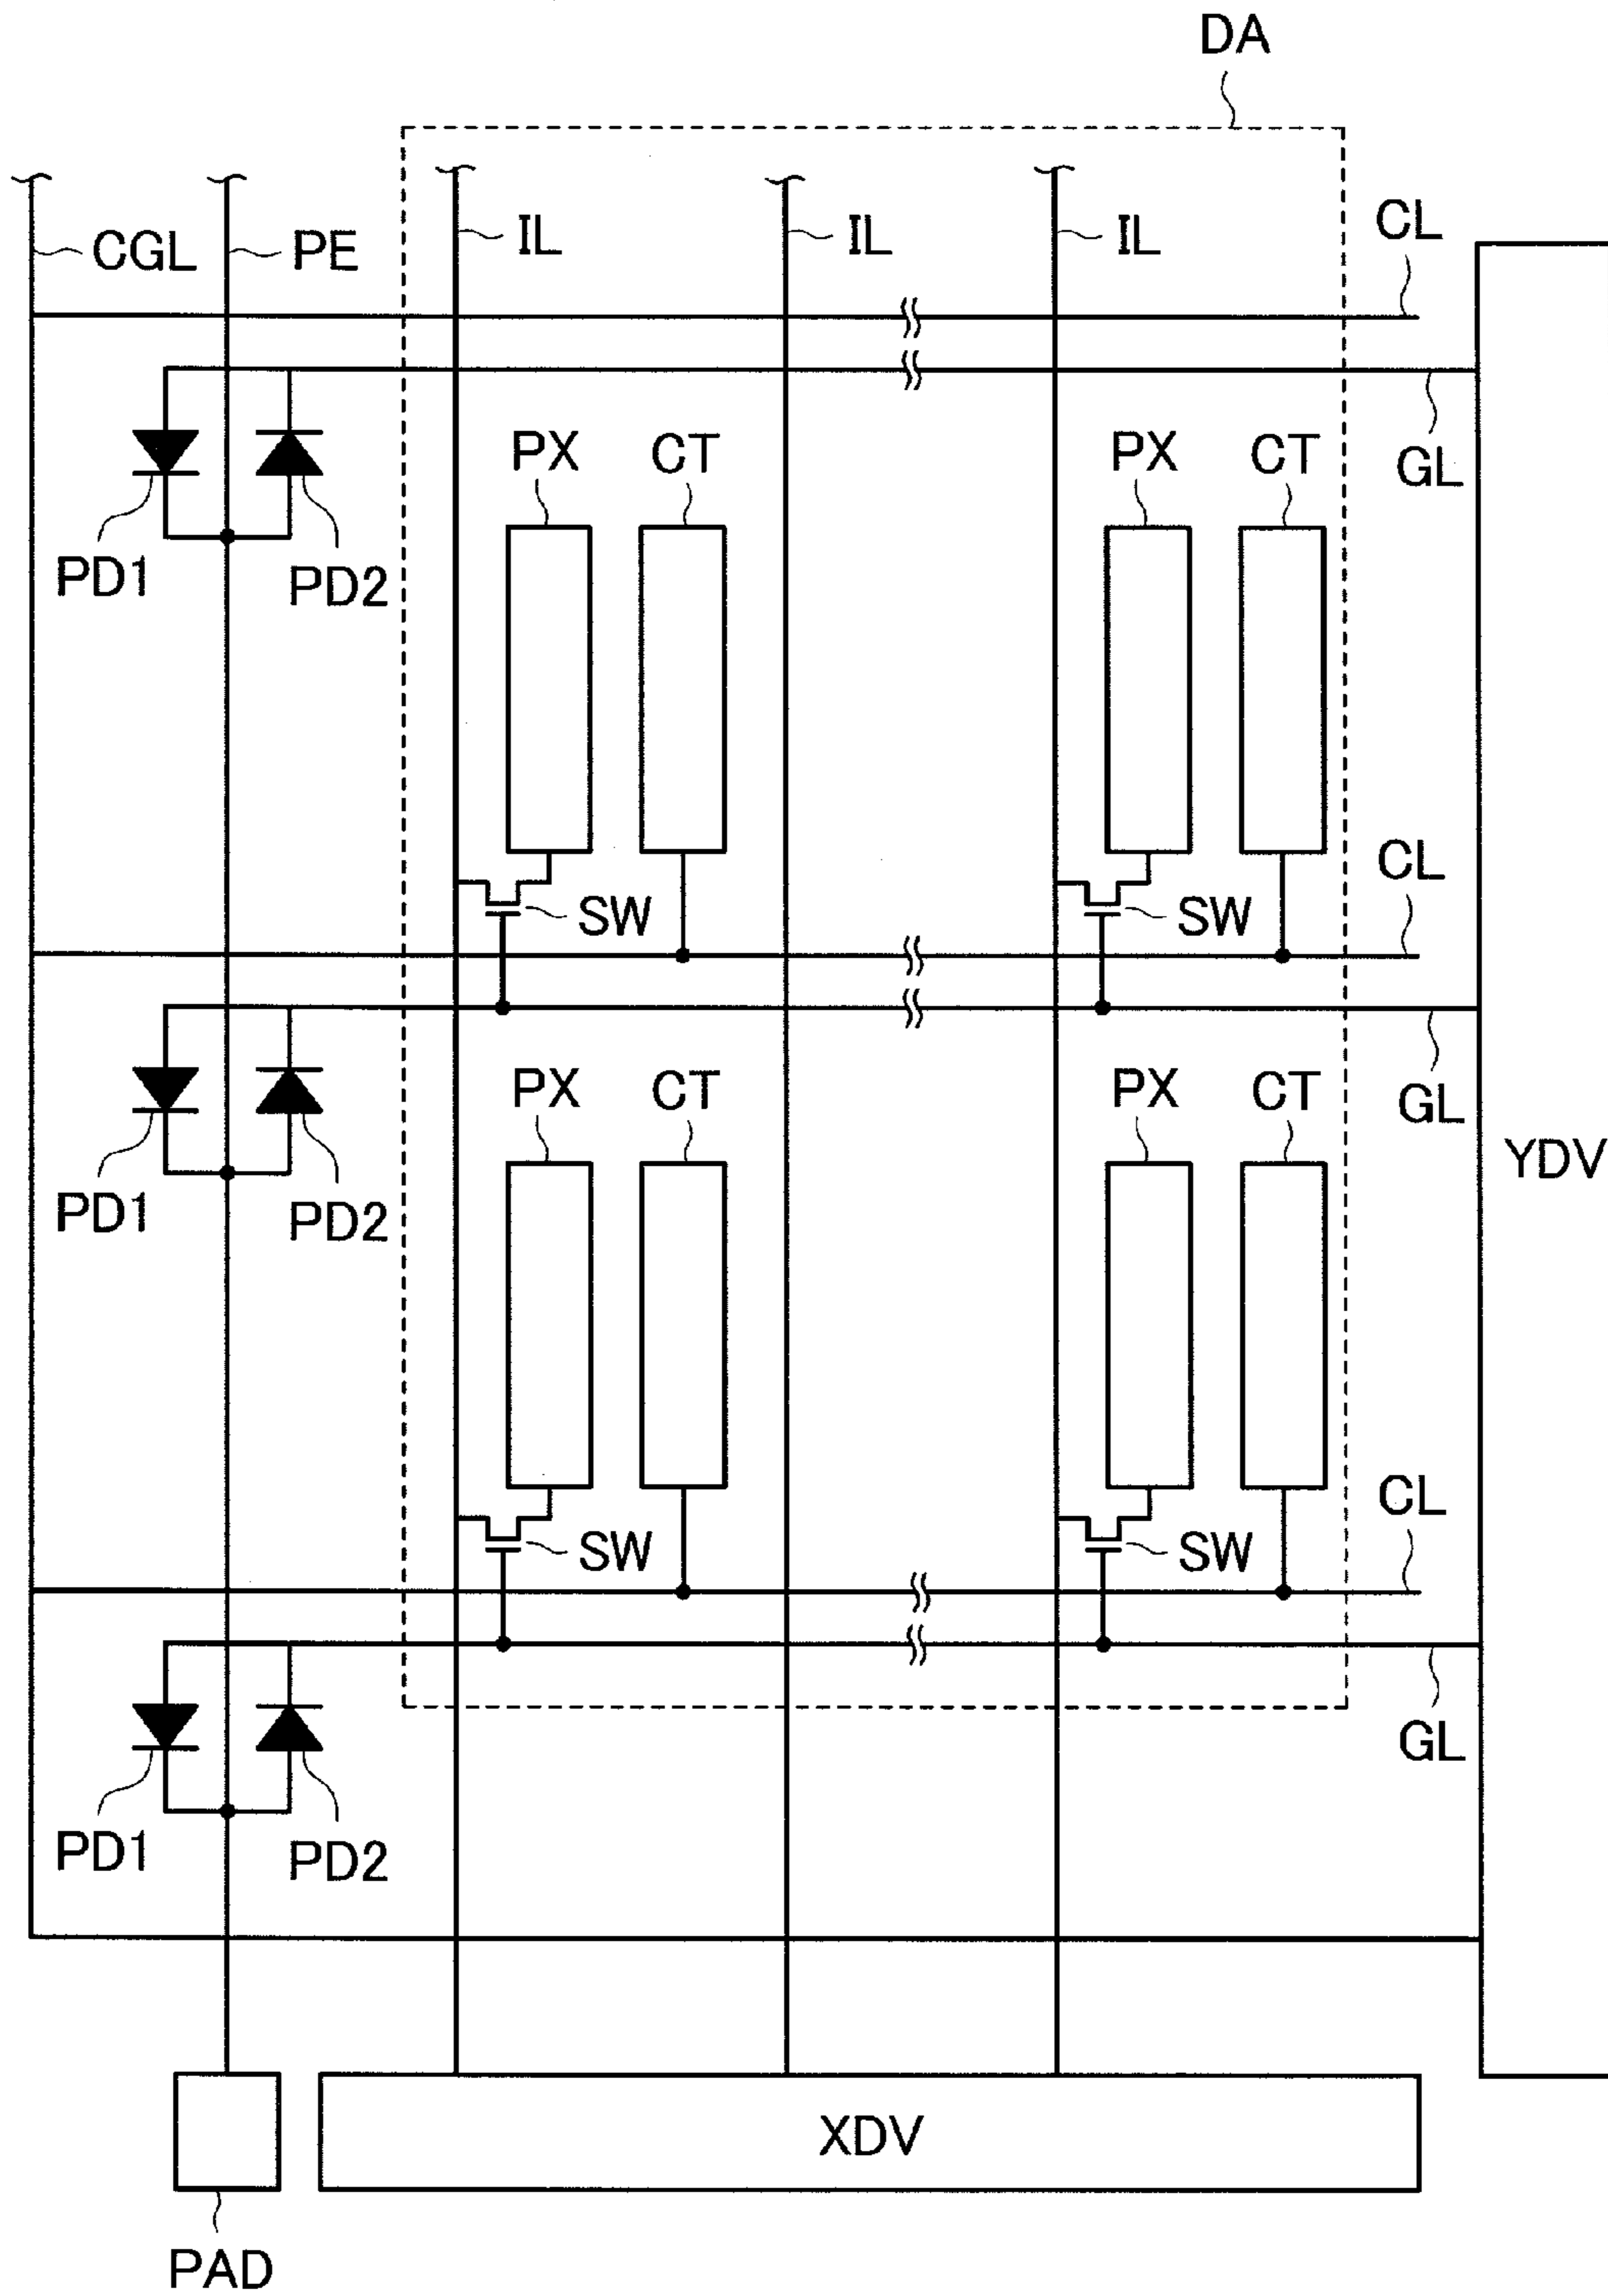 DA
CGL PE IL IL IL CL
PX CT PX CT GL
PD1 PD2
CL
SW SW
PX CT PX CT GL
YDV
PD1 PD2
CL
SW SW
GL
PD1 PD2
XDV
PAD